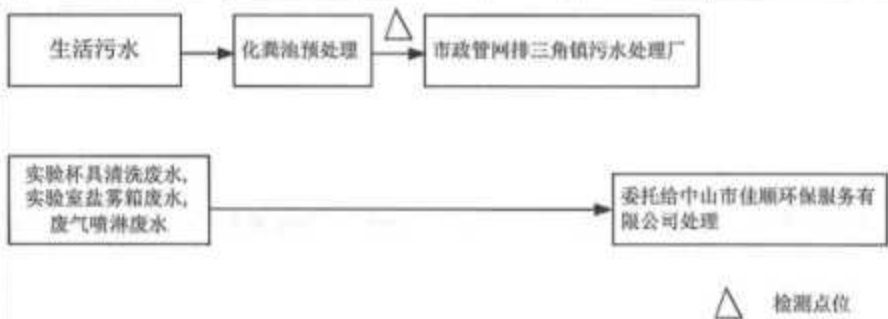 生活污水
化粪池预处理
市政管网排三角镇污水处理厂
实验杯具清洗废水,
实验室盐雾箱废水,
废气喷淋废水
委托给中山市佳顺环保服务有
限公司处理
检测点位